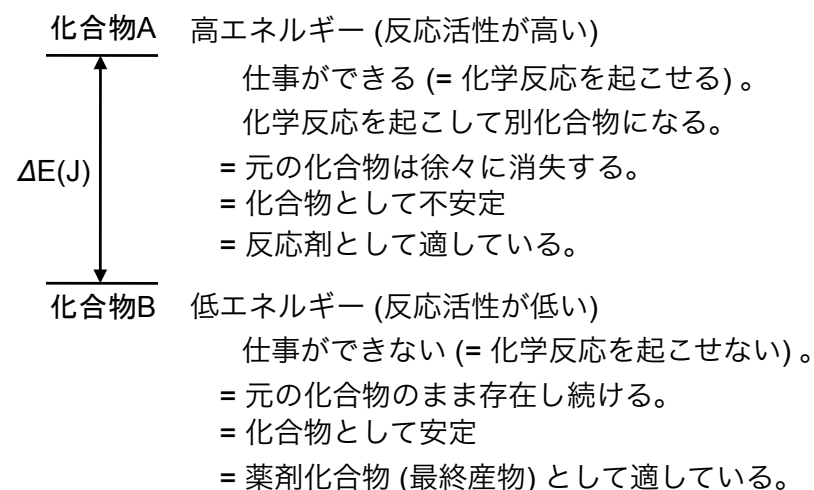 化合物A 高エネルギー (反応活性が高い)
仕事ができる (= 化学反応を起こせる) 。
化学反応を起こして別化合物になる。
ΔE(J)
= 元の化合物は徐々に消失する。
= 化合物として不安定
= 反応剤として適している。
化合物B 低エネルギー (反応活性が低い)
仕事ができない (= 化学反応を起こせない) 。
= 元の化合物のまま存在し続ける。
= 化合物として安定
= 薬剤化合物 (最終産物) として適している。